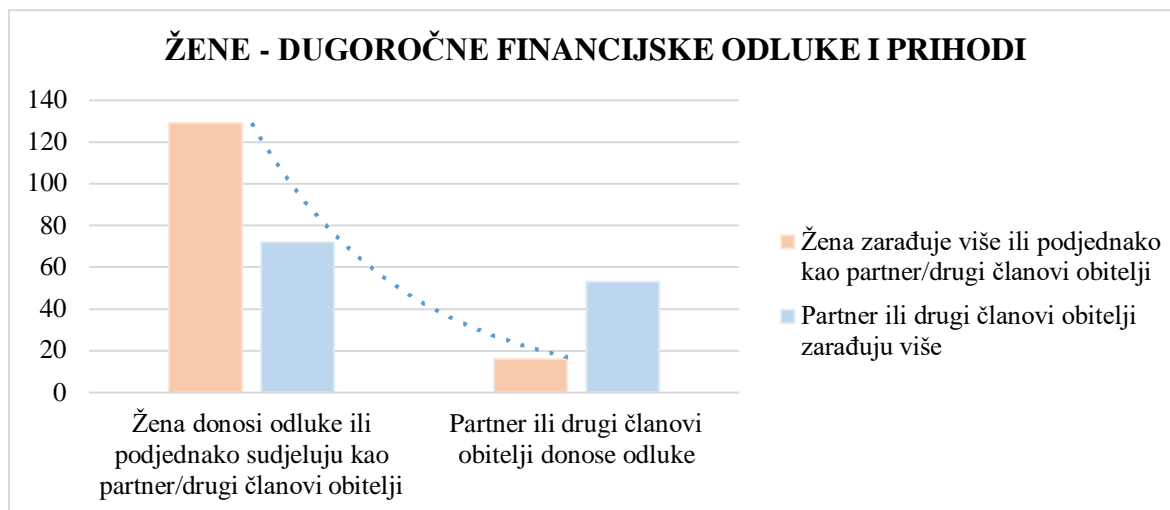 ŽENE - DUGOROČNE FINANCIJSKE ODLUKE I PRIHODI
140
120
100
80
60
40
20
0
Žena donosi odluke ili
podjednako sudjeluju kao
partner/drugi članovi obitelji
Partner ili drugi članovi
obitelji donose odluke
Žena zarađuje više ili podjednako
kao partner/drugi članovi obitelji
Partner ili drugi članovi obitelji
zarađuju više